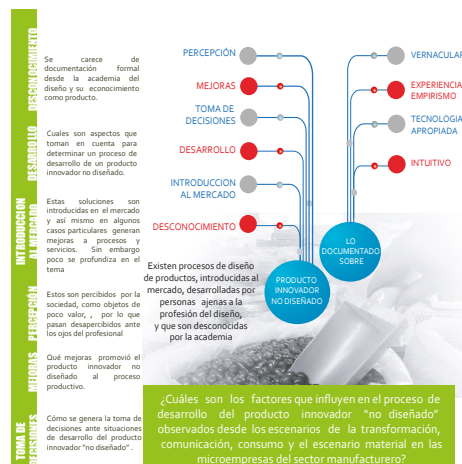 DESCONOCIMIENTO
Se carece de
documentación formal
desde la academia del
diseño y su econocimiento
como producto.
DESARROLLO
Cuales son aspectos que
toman en cuenta para
determinar un proceso de
desarrollo de un producto
innovador no diseñado.
INTRODUCCION
AL MERCADO
Estas soluciones son
introducidas en el mercado
y así mismo en algunos
casos particulares generan
mejoras a procesos y
servicios. Sin embargo
poco se profundiza en el
tema
PERCEPCIÓN
Estos son percibidos por la
sociedad, como objetos de
poco valor, , por lo que
pasan desapercibidos ante
los ojos del profesional
MEJORAS
Qué mejoras promovió el
producto innovador no
diseñado al proceso
productivo.
TOMA DE
DECISIONES
Cómo se genera la toma de
decisiones ante situaciones
de desarrollo del producto
innovador “no diseñado” .
PERCEPCIÓN
MEJORAS
TOMA DE
DECISIONES
DESARROLLO
INTRODUCCION
AL MERCADO
DESCONOCIMIENTO
VERNACULAR
EXPERIENCIA
EMPIRISMO
TECNOLOGIA
APROPIADA
INTUITIVO
LO
DOCUMENTADO
SOBRE
PRODUCTO
INNOVADOR
NO DISEÑADO
Existen procesos de diseño
de productos, introducidas al
mercado, desarrolladas por
personas ajenas a la
profesión del diseño,
y que son desconocidas
por la academia
¿Cuáles son los factores que influyen en el proceso de
desarrollo del producto innovador “no diseñado”
observados desde los escenarios de la transformación,
comunicación, consumo y el escenario material en las
microempresas del sector manufacturero?